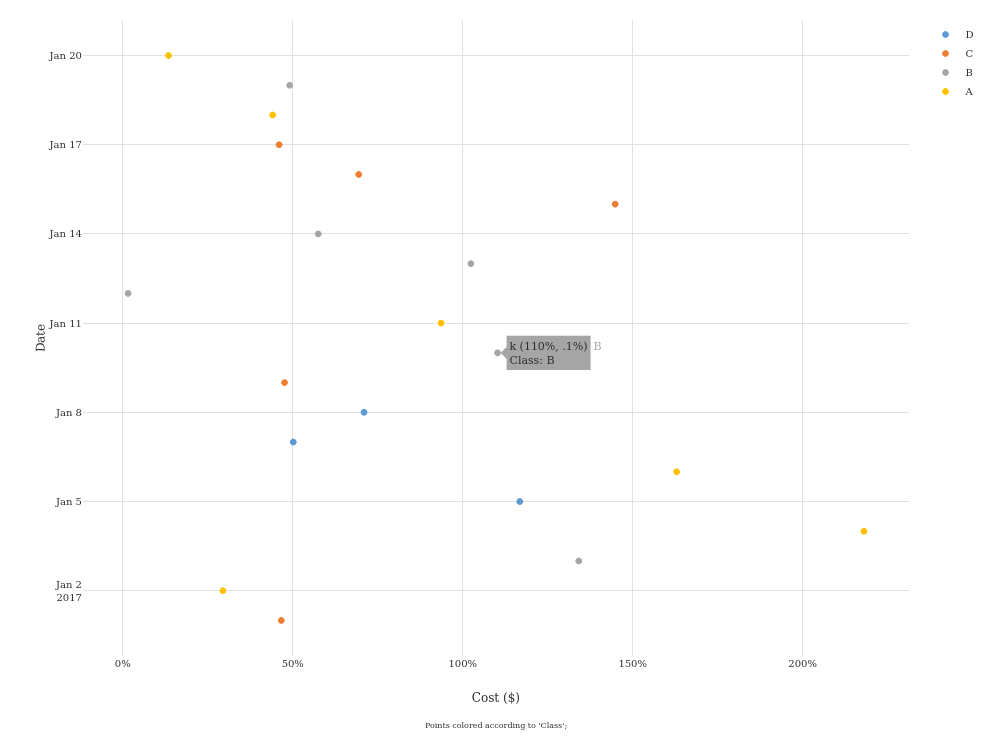 D
C
B
A
Jan 20
Jan 17
Jan 14
Jan 11
Jan 8
Jan 5
Jan 2
2017
Date
k (110%, .1%) B
Class: B
0% 50% 100% 150% 200%
Cost ($)
Points colored according to 'Class';